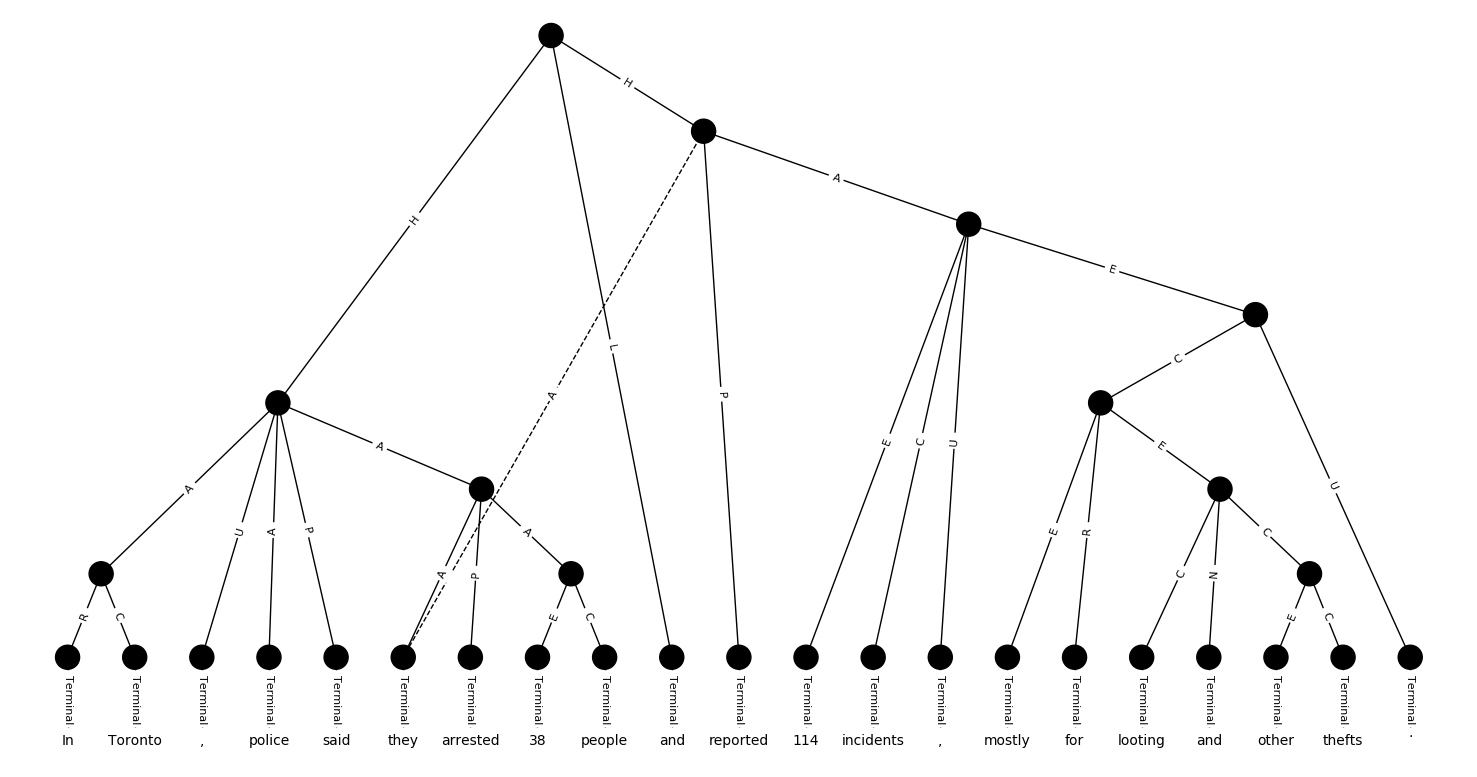 H
A
H
E
L
C
A
P
E
C
U
A
E
U
A
U
A
P
A
E
R
C
A
P
C
N
R
C
E
C
E
C
Terminal Terminal Terminal Terminal Terminal Terminal Terminal Terminal Terminal Terminal Terminal Terminal Terminal Terminal Terminal Terminal Terminal Terminal Terminal Terminal Terminal
In Toronto , police said they arrested 38 people and reported 114 incidents , mostly for looting and other thefts .